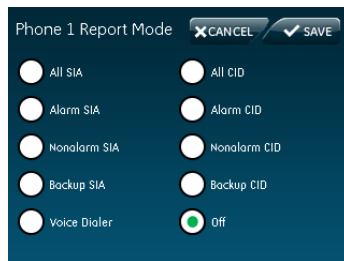 Phone 1 Report Mode CANCEL SAVE
All SIA All CID
Alarm SIA Alarm CID
Nonalarm SIA Nonalarm CID
Backup SIA Backup CID
Voice Dialer Off